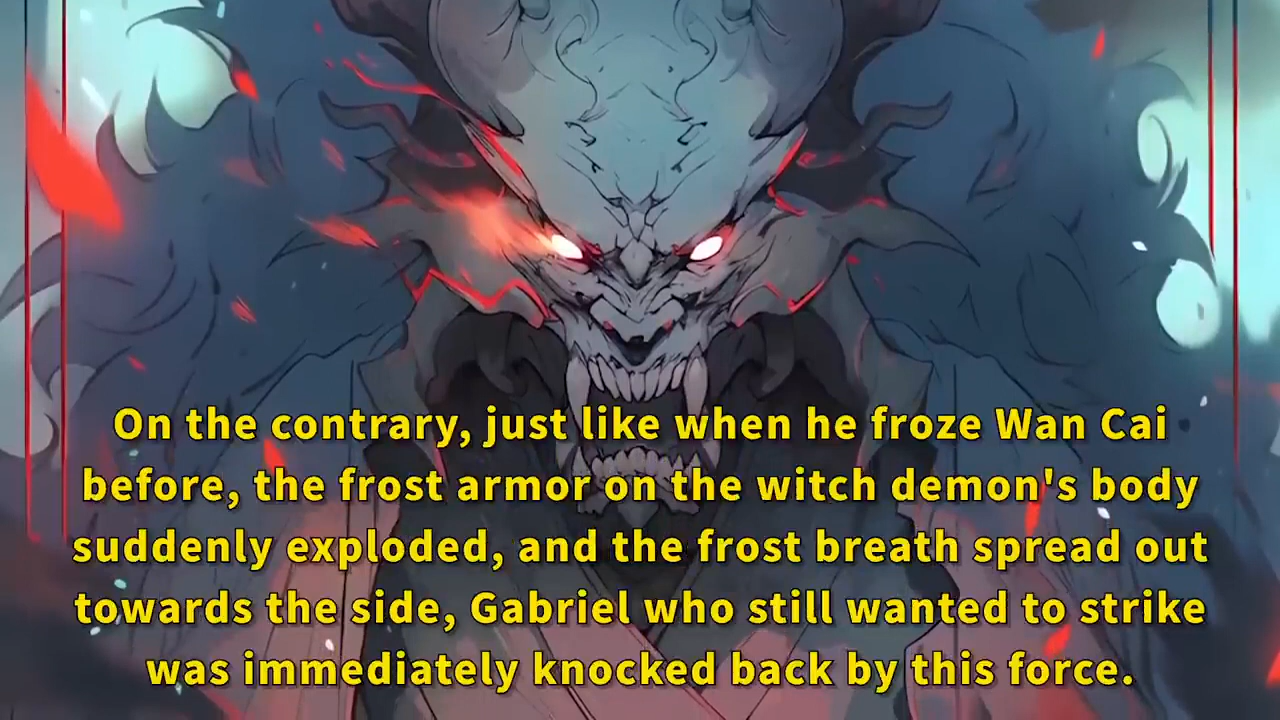 On the contrary, just like when he froze Wan Cai
before, the frost armor on the witch demon's body
suddenly exploded, and the frost breath spread out
towards the side, Gabriel who still wanted to strike
was immediately knocked back by this force.